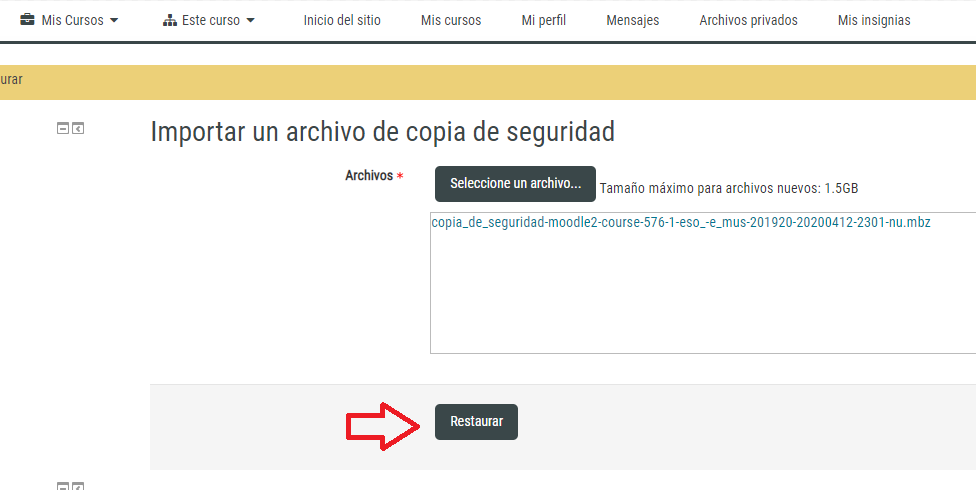 Mis Cursos Este curso Inicio del sitio Mis cursos Mi perfil Mensajes Archivos privados Mis insignias
urar
Importar un archivo de copia de seguridad
Archivos * Seleccione un archivo... Tamaño máximo para archivos nuevos: 1.5GB
copia_de_seguridad-moodle2-course-576-1-eso_-e_mus-201920-20200412-2301-nu.mbz
Restaurar